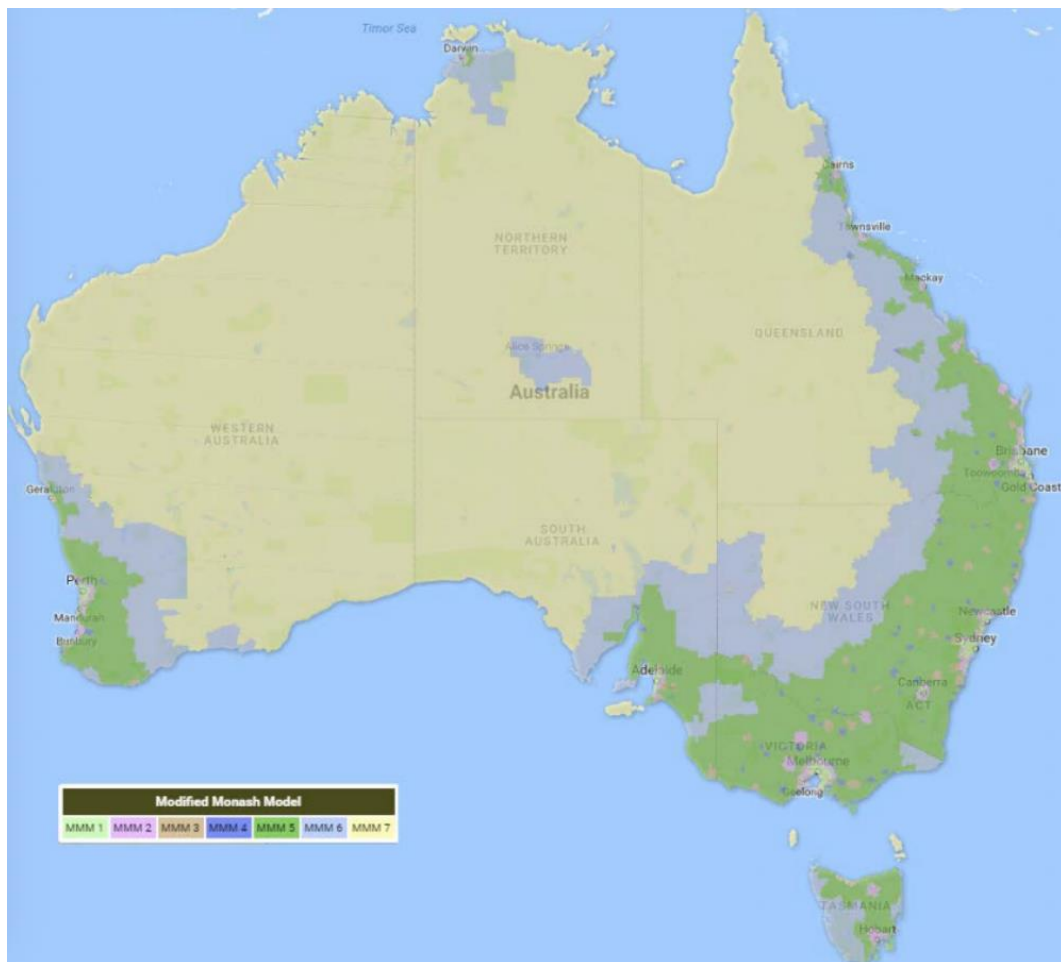 Timor Sea
Darwin
Cairns
Townsville
NORTHERN
TERRITORY
Mackay
QUEENSLAND
Alice Springs
Australia
WESTERN
AUSTRALIA
Brisbane
Toowoomba
Gold Coast
Geraldton
SOUTH
AUSTRALIA
Perth
NEW SOUTH
WALES
Newcastle
Mandurah
Bunbury
Sydney
Adelaide
Canberra
ACT
VICTORIA
Melbourne
Geelong
Modified Monash Model
MMM 1 MMM 2 MMM 3 MMM 4 MMM 5 MMM 6 MMM 7
TASMANIA
Hobart